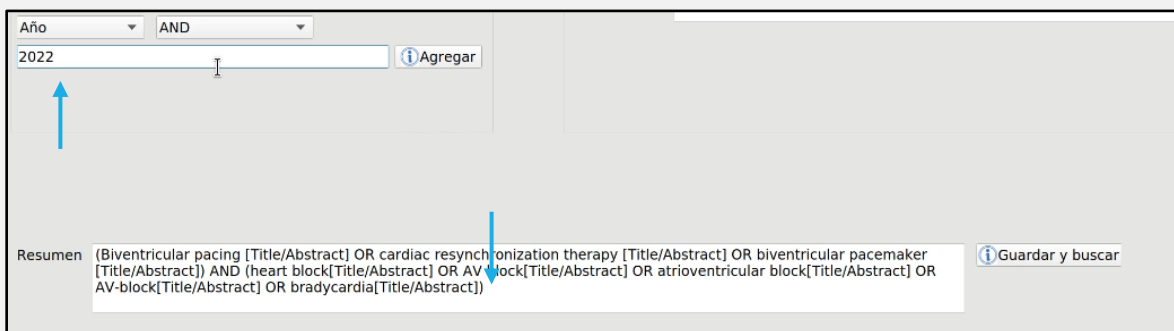 Año AND
2022 Agregar
Resumen (Biventricular pacing [Title/Abstract] OR cardiac resynchronization therapy [Title/Abstract] OR biventricular pacemaker Guardar y buscar
[Title/Abstract]) AND (heart block[Title/Abstract] OR AV block[Title/Abstract] OR atrioventricular block[Title/Abstract] OR
AV-block[Title/Abstract] OR bradycardia[Title/Abstract])